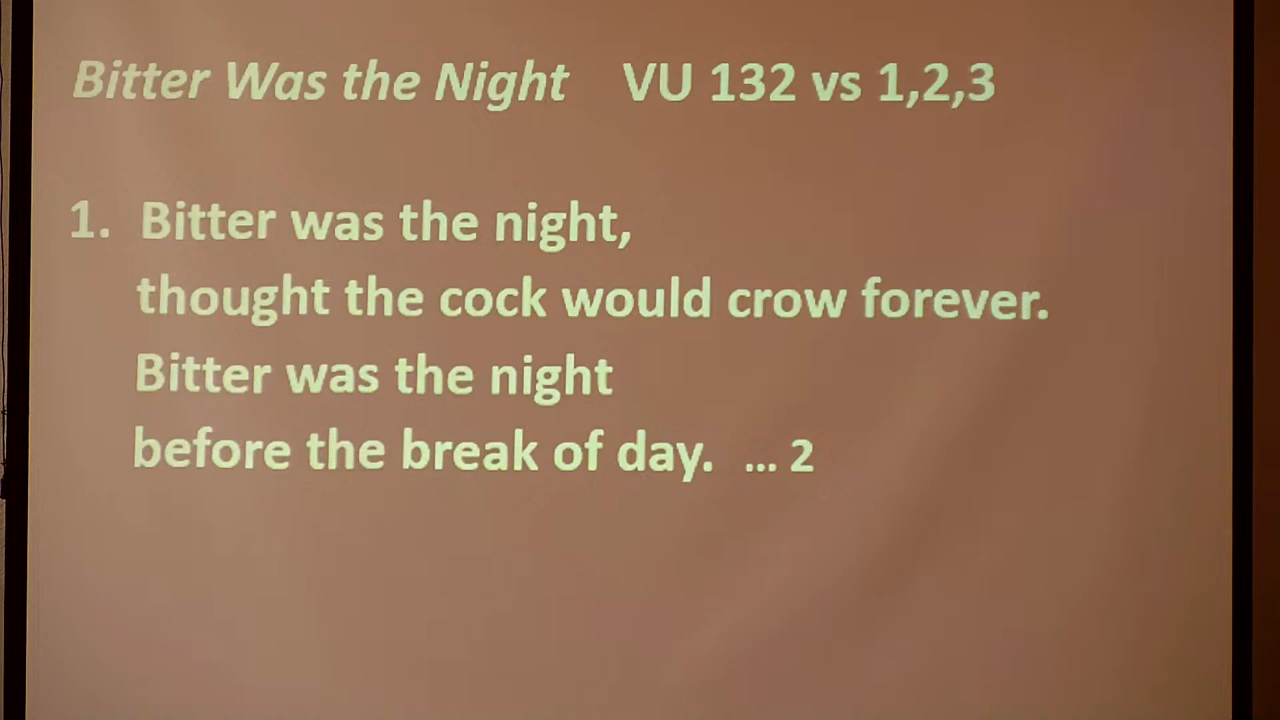 Bitter Was the Night VU 132 vs 1,2,3
1. Bitter was the night,
thought the cock would crow forever.
Bitter was the night
before the break of day. ... 2